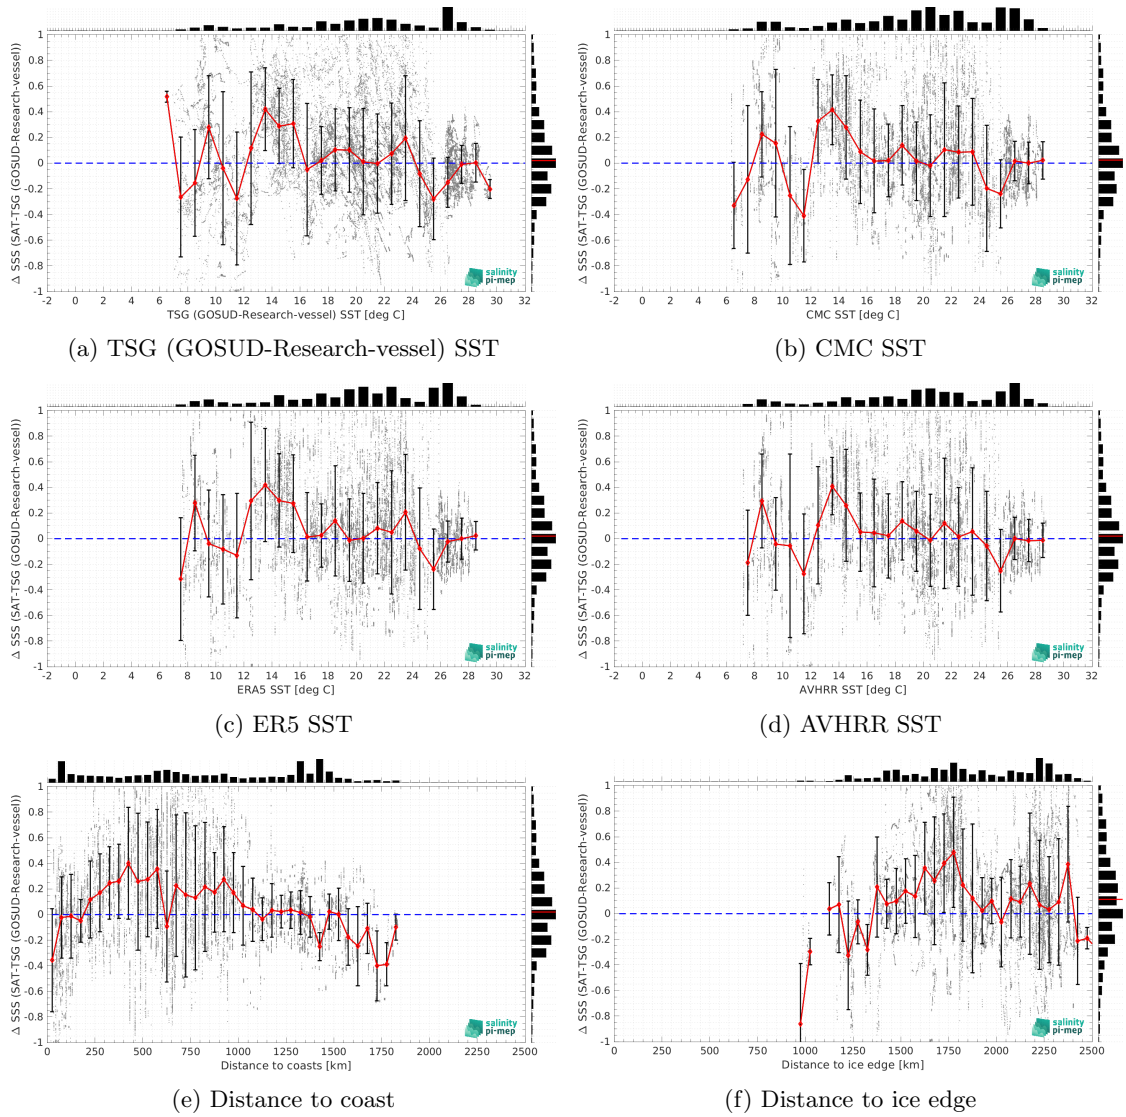 Δ SSS (SAT-TSG (GOSUD-Research-vessel))
1
0.8
0.6
0.4
0.2
0
-0.2
-0.4
-0.6
-0.8
-1
salinity
pi-mep
-2 0 2 4 6 8 10 12 14 16 18 20 22 24 26 28 30 32
TSG (GOSUD-Research-vessel) SST [deg C]
(a) TSG (GOSUD-Research-vessel) SST
Δ SSS (SAT-TSG (GOSUD-Research-vessel))
1
0.8
0.6
0.4
0.2
0
-0.2
-0.4
-0.6
-0.8
-1
salinity
pi-mep
-2 0 2 4 6 8 10 12 14 16 18 20 22 24 26 28 30 32
CMC SST [deg C]
(b) CMC SST
Δ SSS (SAT-TSG (GOSUD-Research-vessel))
1
0.8
0.6
0.4
0.2
0
-0.2
-0.4
-0.6
-0.8
-1
salinity
pi-mep
-2 0 2 4 6 8 10 12 14 16 18 20 22 24 26 28 30 32
ERA5 SST [deg C]
(c) ER5 SST
Δ SSS (SAT-TSG (GOSUD-Research-vessel))
1
0.8
0.6
0.4
0.2
0
-0.2
-0.4
-0.6
-0.8
-1
salinity
pi-mep
-2 0 2 4 6 8 10 12 14 16 18 20 22 24 26 28 30 32
AVHRR SST [deg C]
(d) AVHRR SST
Δ SSS (SAT-TSG (GOSUD-Research-vessel))
1
0.8
0.6
0.4
0.2
0
-0.2
-0.4
-0.6
-0.8
-1
salinity
pi-mep
0 250 500 750 1000 1250 1500 1750 2000 2250 2500
Distance to coasts [km]
(e) Distance to coast
Δ SSS (SAT-TSG (GOSUD-Research-vessel))
1
0.8
0.6
0.4
0.2
0
-0.2
-0.4
-0.6
-0.8
-1
salinity
pi-mep
0 250 500 750 1000 1250 1500 1750 2000 2250 2500
Distance to ice edge [km]
(f) Distance to ice edge